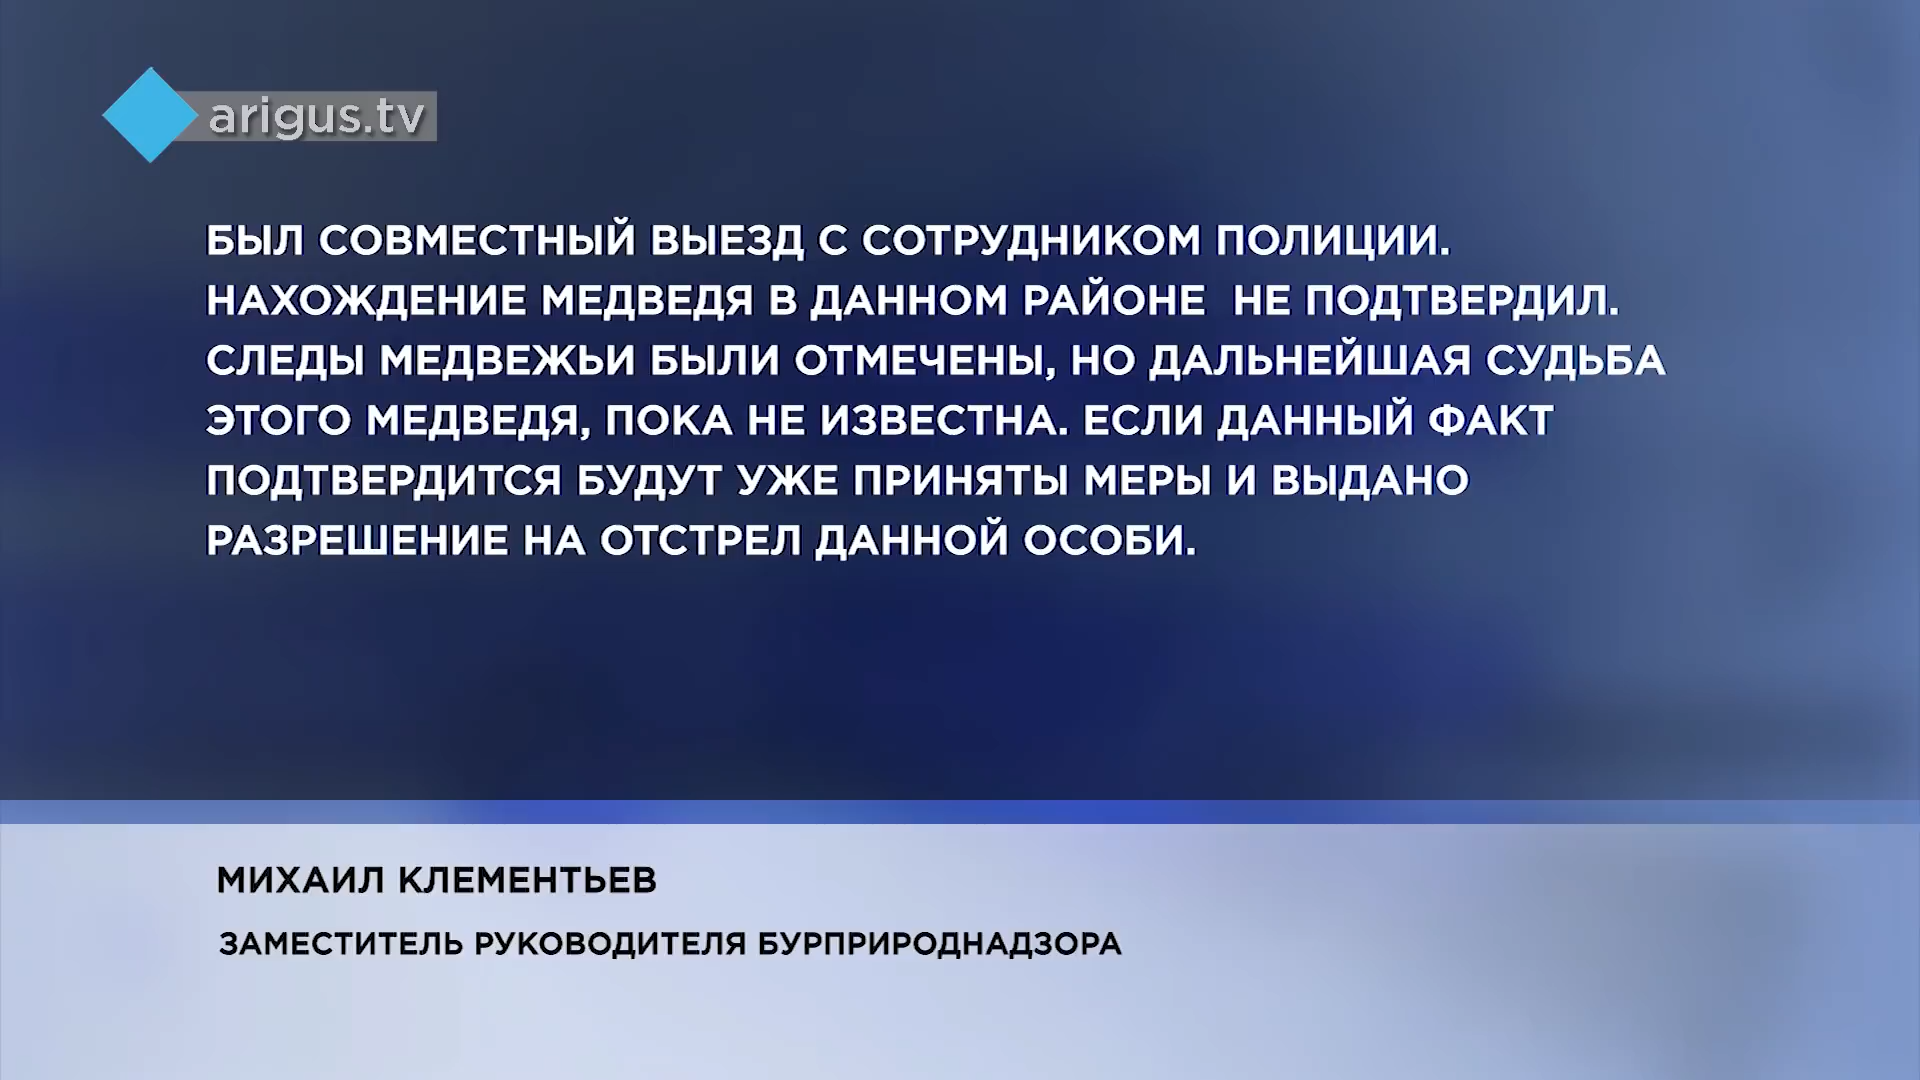 arigus.tv
БЫЛ СОВМЕСТНЫЙ ВЫЕЗД С СОТРУДНИКОМ ПОЛИЦИИ.
НАХОЖДЕНИЕ МЕДВЕДЯ В ДАННОМ РАЙОНЕ  НЕ ПОДТВЕРДИЛ.
СЛЕДЫ МЕДВЕЖЬИ БЫЛИ ОТМЕЧЕНЫ, НО ДАЛЬНЕЙШАЯ СУДЬБА
ЭТОГО МЕДВЕДЯ, ПОКА НЕ ИЗВЕСТНА. ЕСЛИ ДАННЫЙ ФАКТ
ПОДТВЕРДИТСЯ БУДУТ УЖЕ ПРИНЯТЫ МЕРЫ И ВЫДАНО
РАЗРЕШЕНИЕ НА ОТСТРЕЛ ДАННОЙ ОСОБИ.
МИХАИЛ КЛЕМЕНТЬЕВ
ЗАМЕСТИТЕЛЬ РУКОВОДИТЕЛЯ БУРПРИРОДНАДЗОРА